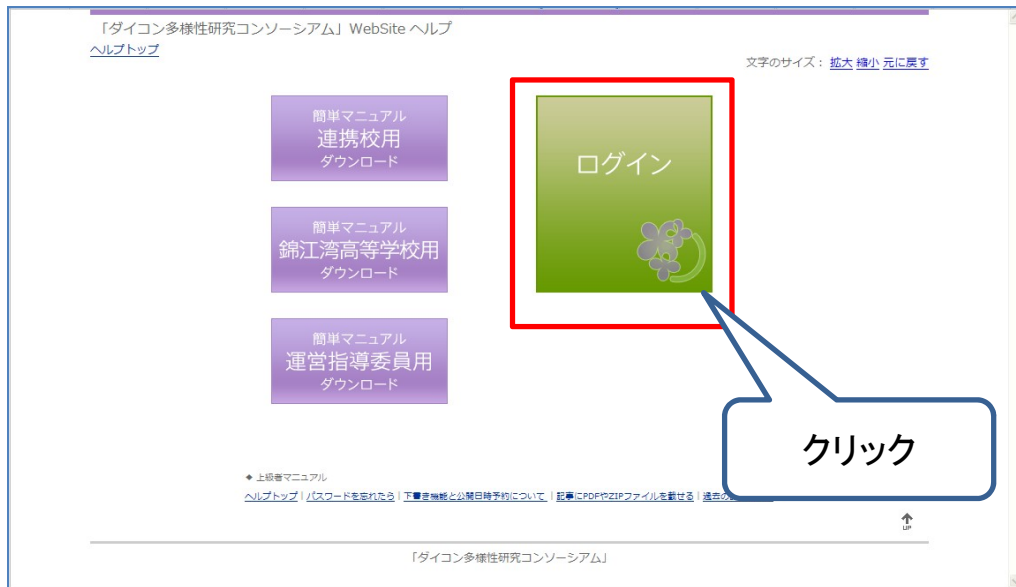 「ダイコン多様性研究コンソーシアム」WebSite ヘルプ
ヘルプトップ
文字のサイズ： 拡大 縮小 元に戻す
簡単マニュアル
連携校用
ダウンロード
ログイン
簡単マニュアル
錦江湾高等学校用
ダウンロード
簡単マニュアル
運営指導委員用
ダウンロード
クリック
◆ 上級者マニュアル
ヘルプトップ | パスワードを忘れたら | 下書き機能と公開日時予約について | 記事にPDFやZIPファイルを載せる | 過去の
UP
「ダイコン多様性研究コンソーシアム」